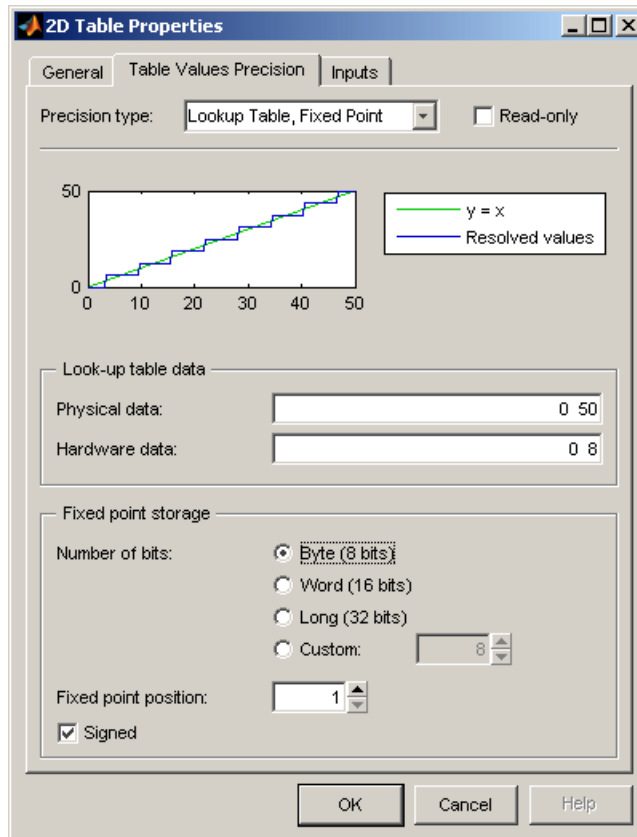 2D Table Properties
General Table Values Precision Inputs
Precision type: Lookup Table, Fixed Point Read-only
50
0
0 10 20 30 40 50
y = x
Resolved values
Look-up table data
Physical data: 0 50
Hardware data: 0 8
Fixed point storage
Number of bits: Byte (8 bits)
Word (16 bits)
Long (32 bits)
Custom: 8
Fixed point position: 1
Signed
OK Cancel Help